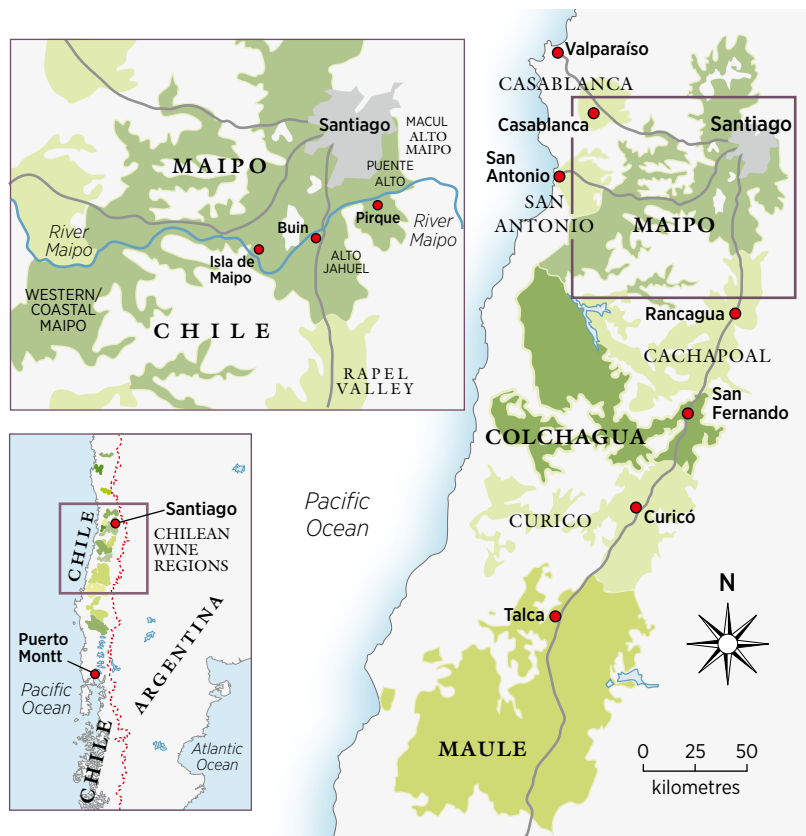 Santiago
MACUL
ALTO
MAIPO
MAIPO
PUENTE
ALTO
River
Maipo
Buin
Pirque
River
Maipo
Isla de
Maipo
ALTO
JAHUEL
WESTERN/
COASTAL
MAIPO
CHILE
RAPEL
VALLEY
Valparaíso
CASABLANCA
Casablanca
Santiago
San
Antonio
SAN
ANTONIO
MAIPO
Rancagua
CACHAPOAL
San
Fernando
COLCHAGUA
Pacific
Ocean
CURICO
Curicó
Talca
N
MAULE
0 25 50
kilometres
Santiago
CHILE
CHILEAN
WINE
REGIONS
Puerto
Montt
ARGENTINA
Pacific
Ocean
CHILE
Atlantic
Ocean